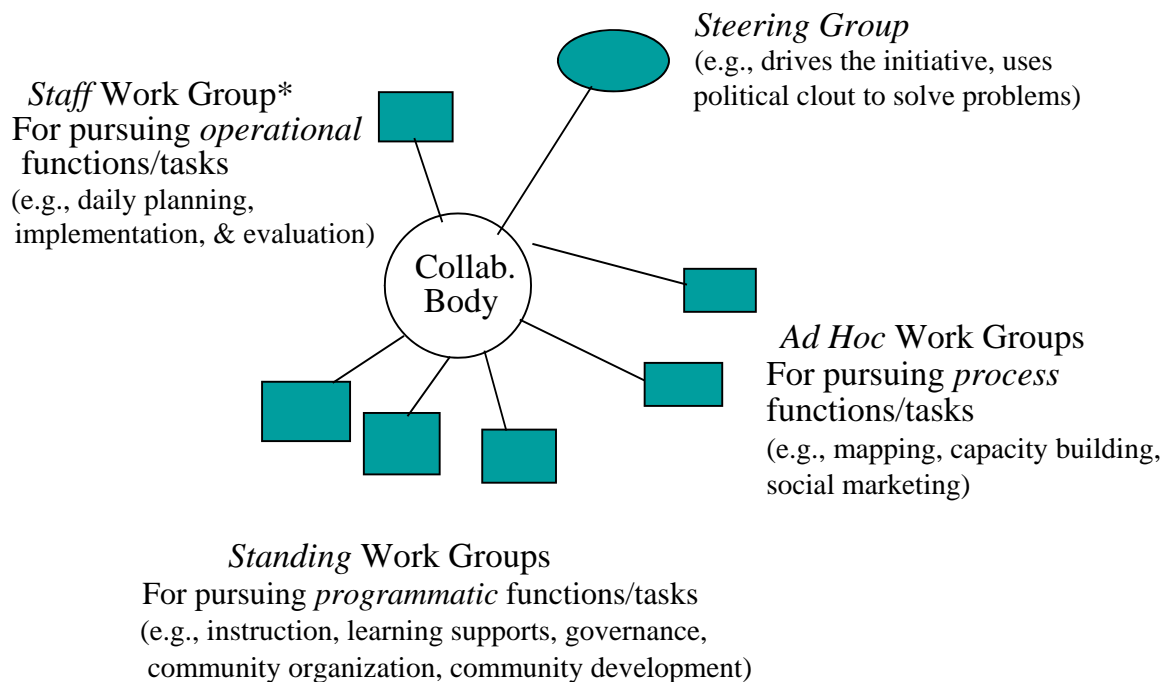 Steering Group
(e.g., drives the initiative, uses
political clout to solve problems)
Staff Work Group*
For pursuing operational
functions/tasks
(e.g., daily planning,
implementation, & evaluation)
Collab.
Body
Ad Hoc Work Groups
For pursuing process
functions/tasks
(e.g., mapping, capacity building,
social marketing)
Standing Work Groups
For pursuing programmatic functions/tasks
(e.g., instruction, learning supports, governance,
community organization, community development)